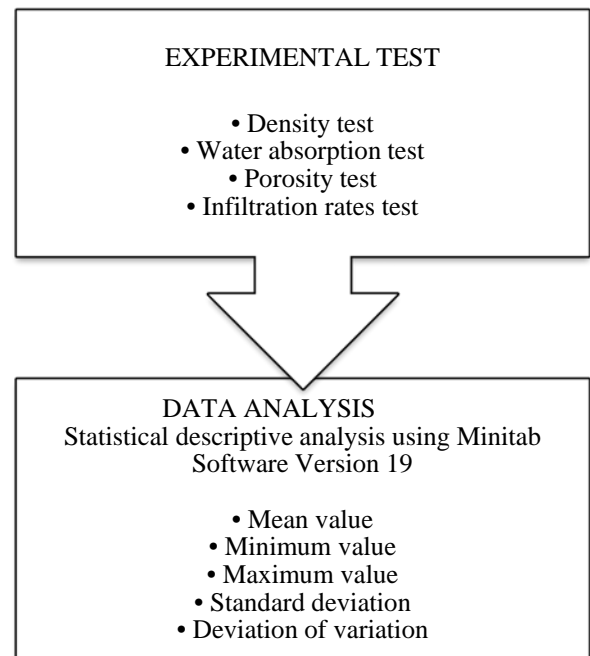 EXPERIMENTAL TEST
• Density test
• Water absorption test
• Porosity test
• Infiltration rates test
DATA ANALYSIS
Statistical descriptive analysis using Minitab
Software Version 19
• Mean value
• Minimum value
• Maximum value
• Standard deviation
• Deviation of variation